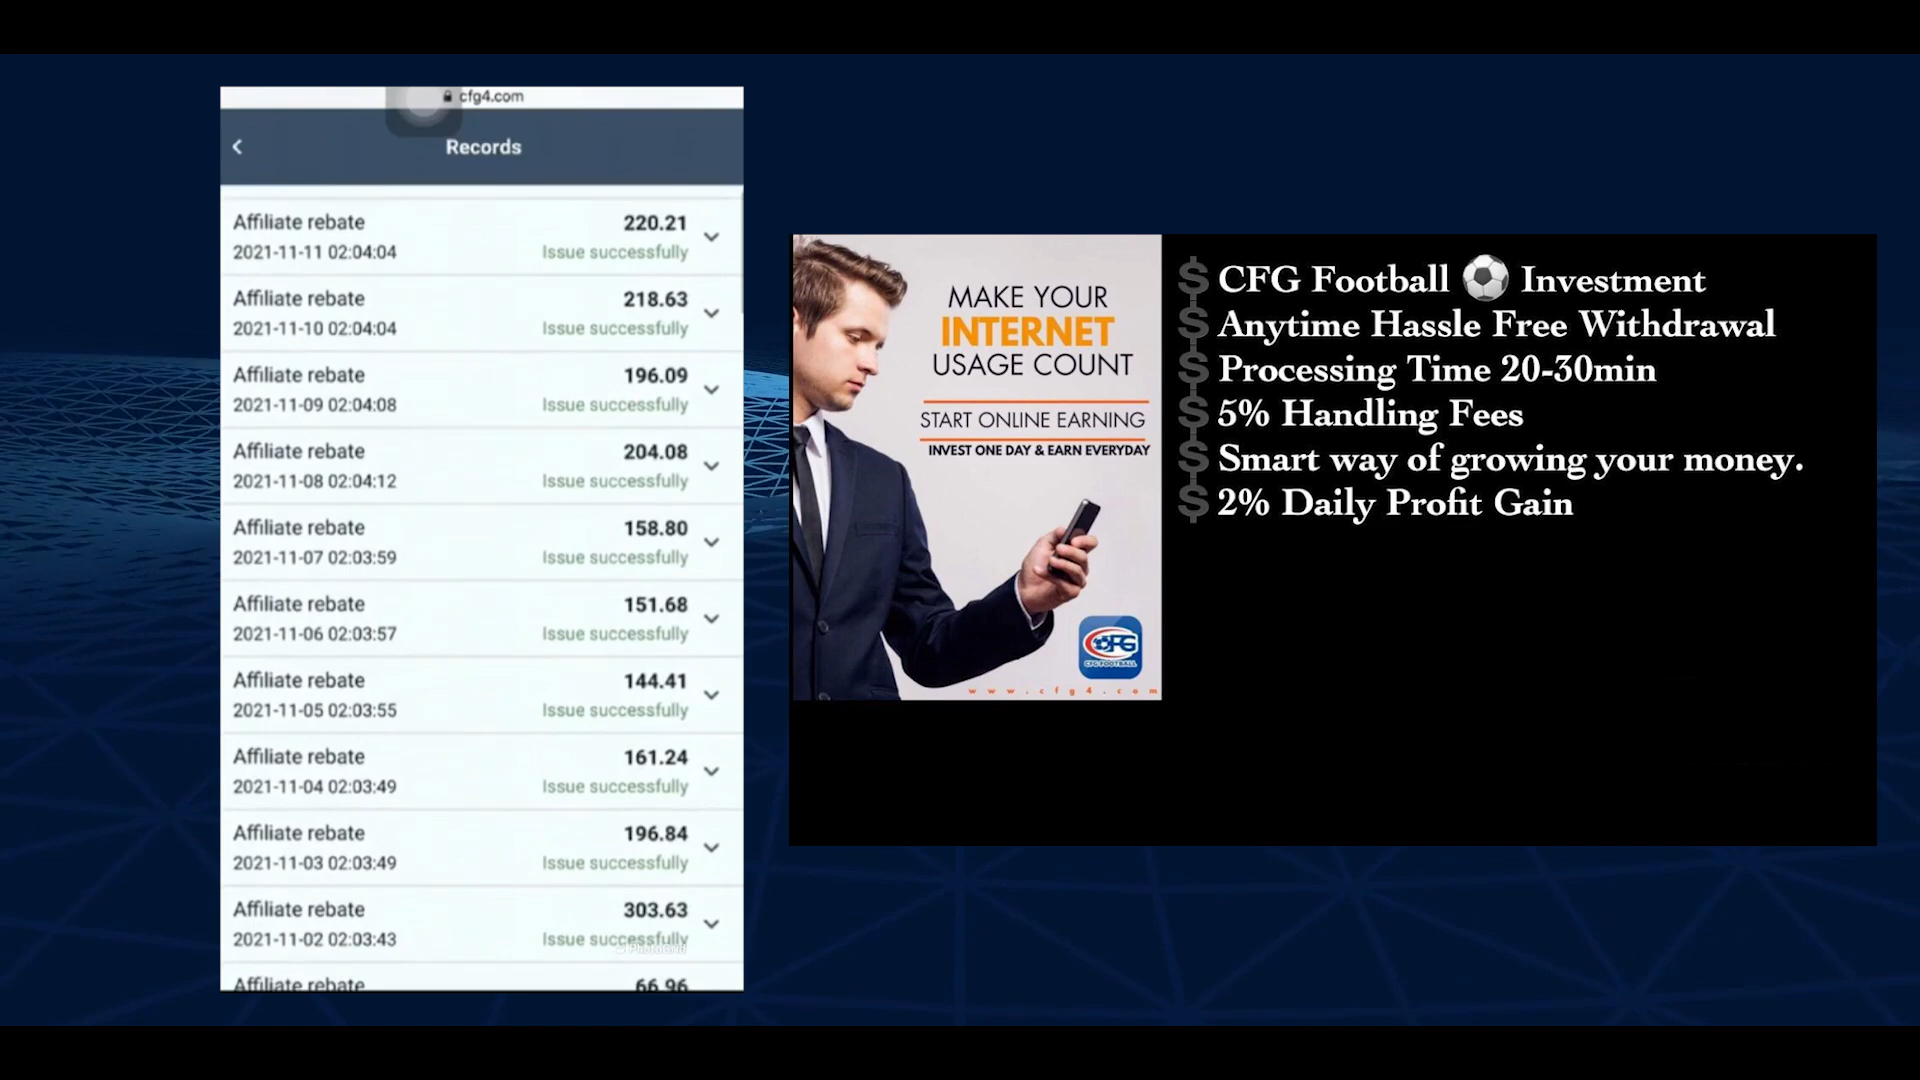 cfg4.com
Records
Affiliate rebate 220.21
2021-11-11 02:04:04 Issue successfully
Affiliate rebate 218.63
2021-11-10 02:04:04 Issue successfully
Affiliate rebate 196.09
2021-11-09 02:04:08 Issue successfully
Affiliate rebate 204.08
2021-11-08 02:04:12 Issue successfully
Affiliate rebate 158.80
2021-11-07 02:03:59 Issue successfully
Affiliate rebate 151.68
2021-11-06 02:03:57 Issue successfully
Affiliate rebate 144.41
2021-11-05 02:03:55 Issue successfully
Affiliate rebate 161.24
2021-11-04 02:03:49 Issue successfully
Affiliate rebate 196.84
2021-11-03 02:03:49 Issue successfully
Affiliate rebate 303.63
2021-11-02 02:03:43 Issue successfully
Affiliate rebate 66.96
MAKE YOUR
INTERNET
USAGE COUNT
START ONLINE EARNING
INVEST ONE DAY & EARN EVERYDAY
CFG
CFG FOOTBALL
www.cfg4.com
$ CFG Football ⚽ Investment
$ Anytime Hassle Free Withdrawal
$ Processing Time 20-30min
$ 5% Handling Fees
$ Smart way of growing your money.
$ 2% Daily Profit Gain